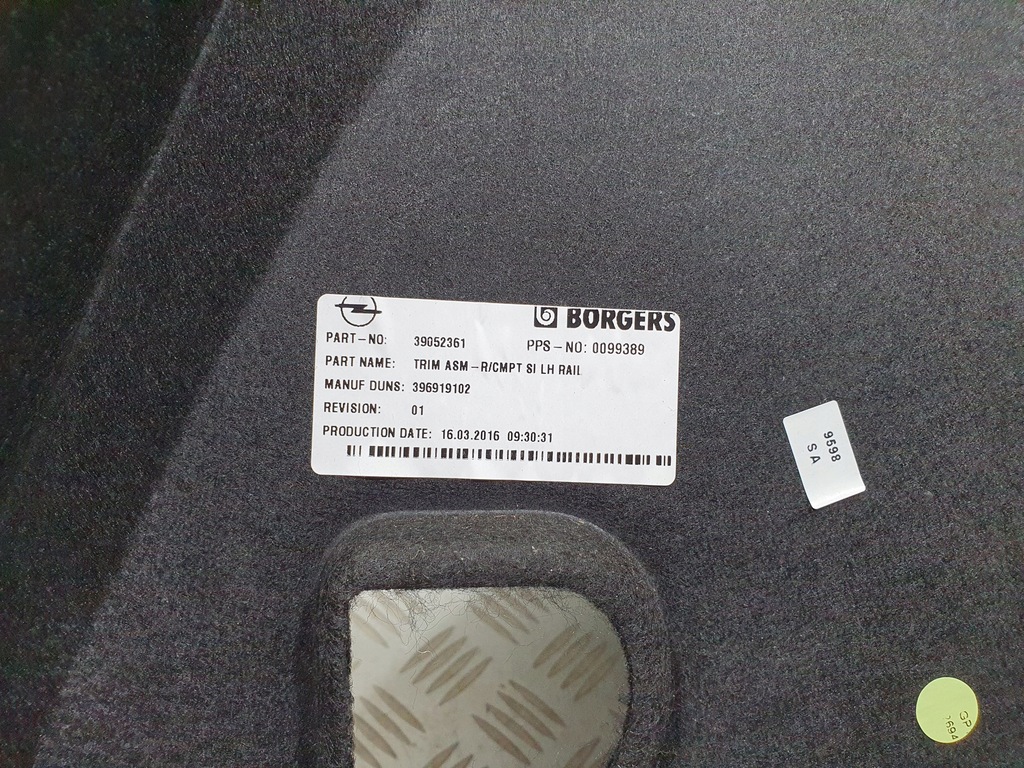 BORGERS
PART-NO: 39052361 PPS-NO: 0099389
PART NAME: TRIM ASM-R/CMPT SI LH RAIL
MANUF DUNS: 396919102
REVISION: 01
PRODUCTION DATE: 16.03.2016 09:30:31
9598
SA
GP